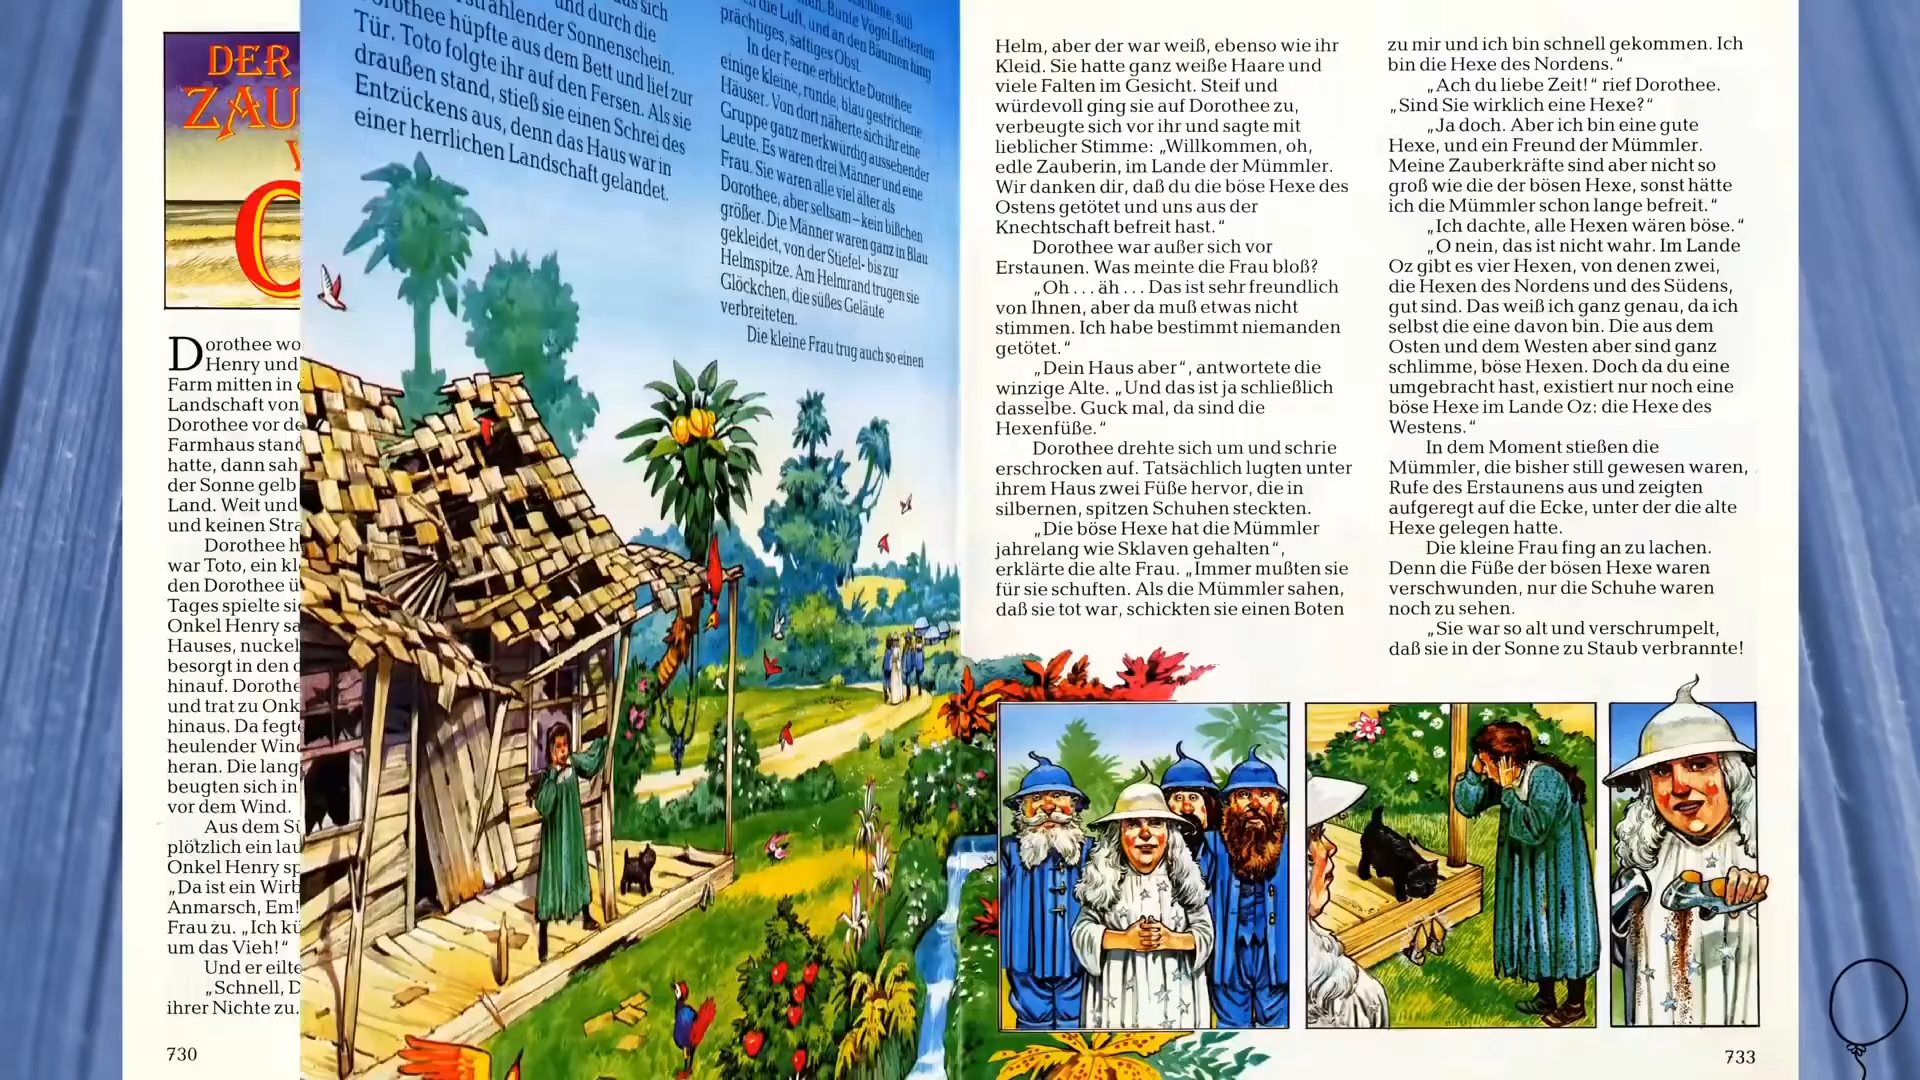 DER
ZAU
Dorothee wo
Henry und
Farm mitten in
Landschaft von
Dorothee vor de
Farmhaus stand
hatte, dann sah
der Sonne gelb
Land. Weit und
und keinen Stra
Dorothee h
war Toto, ein kl
den Dorothee ü
Tages spielte si
Onkel Henry sa
Hauses, nuckel
besorgt in den
hinauf. Dorothe
und trat zu Onk
hinaus. Da fegte
heulender Wind
heran. Die lang
beugten sich in
vor dem Wind.
Aus dem Sü
plötzlich ein lau
Onkel Henry sp
„Da ist ein Wirb
Anmarsch, Em!
Frau zu. „Ich kü
um das Vieh!“
Und er eilte
„Schnell, D
ihrer Nichte zu.
730
aus sich
strahlender Sonnenschein.
und durch die
Dorothee hüpfte aus dem Bett und lief zur
Tür. Toto folgte ihr auf den Fersen. Als sie
draußen stand, stieß sie einen Schrei des
Entzückens aus, denn das Haus war in
einer herrlichen Landschaft gelandet.
Bunte Vögel flatterten
die Luft, und an den Bäumen hing
prächtiges, saftiges Obst.
In der Ferne erblickte Dorothee
einige kleine, runde, blau gestrichene
Häuser. Von dort näherte sich ihr eine
Gruppe ganz merkwürdig aussehender
Leute. Es waren drei Männer und eine
Frau. Sie waren alle viel älter als
Dorothee, aber seltsam – kein bißchen
größer. Die Männer waren ganz in Blau
gekleidet, von der Stiefel- bis zur
Helmspitze. Am Helmrand trugen sie
Glöckchen, die süßes Geläute
verbreiteten.
Die kleine Frau trug auch so einen
Helm, aber der war weiß, ebenso wie ihr
Kleid. Sie hatte ganz weiße Haare und
viele Falten im Gesicht. Steif und
würdevoll ging sie auf Dorothee zu,
verbeugte sich vor ihr und sagte mit
lieblicher Stimme: „Willkommen, oh,
edle Zauberin, im Lande der Mümmler.
Wir danken dir, daß du die böse Hexe des
Ostens getötet und uns aus der
Knechtschaft befreit hast.“
Dorothee war außer sich vor
Erstaunen. Was meinte die Frau bloß?
„Oh . . . äh . . . Das ist sehr freundlich
von Ihnen, aber da muß etwas nicht
stimmen. Ich habe bestimmt niemanden
getötet.“
„Dein Haus aber“, antwortete die
winzige Alte. „Und das ist ja schließlich
dasselbe. Guck mal, da sind die
Hexenfüße.“
Dorothee drehte sich um und schrie
erschrocken auf. Tatsächlich lugten unter
ihrem Haus zwei Füße hervor, die in
silbernen, spitzen Schuhen steckten.
„Die böse Hexe hat die Mümmler
jahrelang wie Sklaven gehalten“,
erklärte die alte Frau. „Immer mußten sie
für sie schuften. Als die Mümmler sahen,
daß sie tot war, schickten sie einen Boten
zu mir und ich bin schnell gekommen. Ich
bin die Hexe des Nordens.“
„Ach du liebe Zeit!“ rief Dorothee.
„Sind Sie wirklich eine Hexe?“
„Ja doch. Aber ich bin eine gute
Hexe, und ein Freund der Mümmler.
Meine Zauberkräfte sind aber nicht so
groß wie die der bösen Hexe, sonst hätte
ich die Mümmler schon lange befreit.“
„Ich dachte, alle Hexen wären böse.“
„O nein, das ist nicht wahr. Im Lande
Oz gibt es vier Hexen, von denen zwei,
die Hexen des Nordens und des Südens,
gut sind. Das weiß ich ganz genau, da ich
selbst die eine davon bin. Die aus dem
Osten und dem Westen aber sind ganz
schlimme, böse Hexen. Doch da du eine
umgebracht hast, existiert nur noch eine
böse Hexe im Lande Oz: die Hexe des
Westens.“
In dem Moment stießen die
Mümmler, die bisher still gewesen waren,
Rufe des Erstaunens aus und zeigten
aufgeregt auf die Ecke, unter der die alte
Hexe gelegen hatte.
Die kleine Frau fing an zu lachen.
Denn die Füße der bösen Hexe waren
verschwunden, nur die Schuhe waren
noch zu sehen.
„Sie war so alt und verschrumpelt,
daß sie in der Sonne zu Staub verbrannte!
733